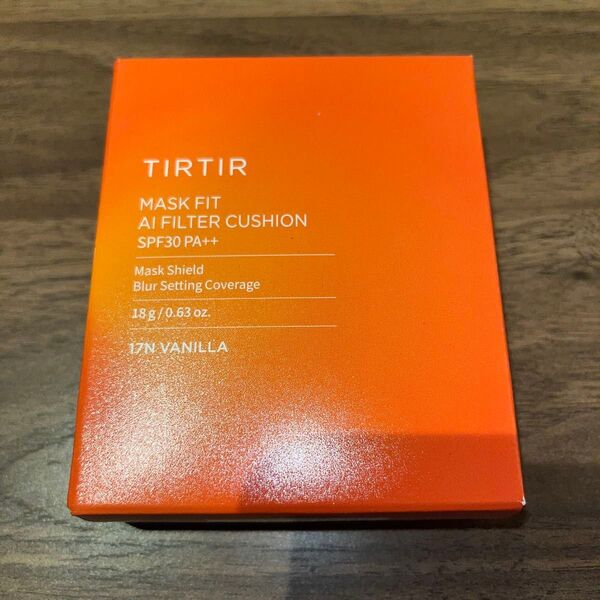 TIRTIR
MASK FIT
AI FILTER CUSHION
SPF30 PA++
Mask Shield
Blur Setting Coverage
18 g / 0.63 oz.
17N VANILLA